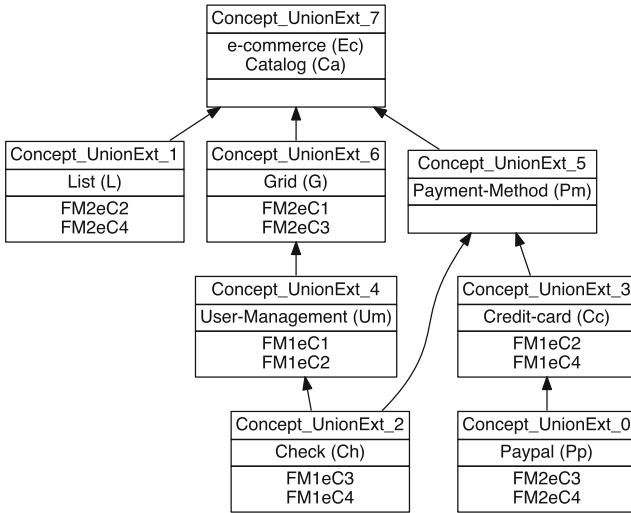 Concept_UnionExt_7
e-commerce (Ec)
Catalog (Ca)
Concept_UnionExt_1
List (L)
FM2eC2
FM2eC4
Concept_UnionExt_6
Grid (G)
FM2eC1
FM2eC3
Concept_UnionExt_5
Payment-Method (Pm)
Concept_UnionExt_4
User-Management (Um)
FM1eC1
FM1eC2
Concept_UnionExt_3
Credit-card (Cc)
FM1eC2
FM1eC4
Concept_UnionExt_2
Check (Ch)
FM1eC3
FM1eC4
Concept_UnionExt_0
Paypal (Pp)
FM2eC3
FM2eC4